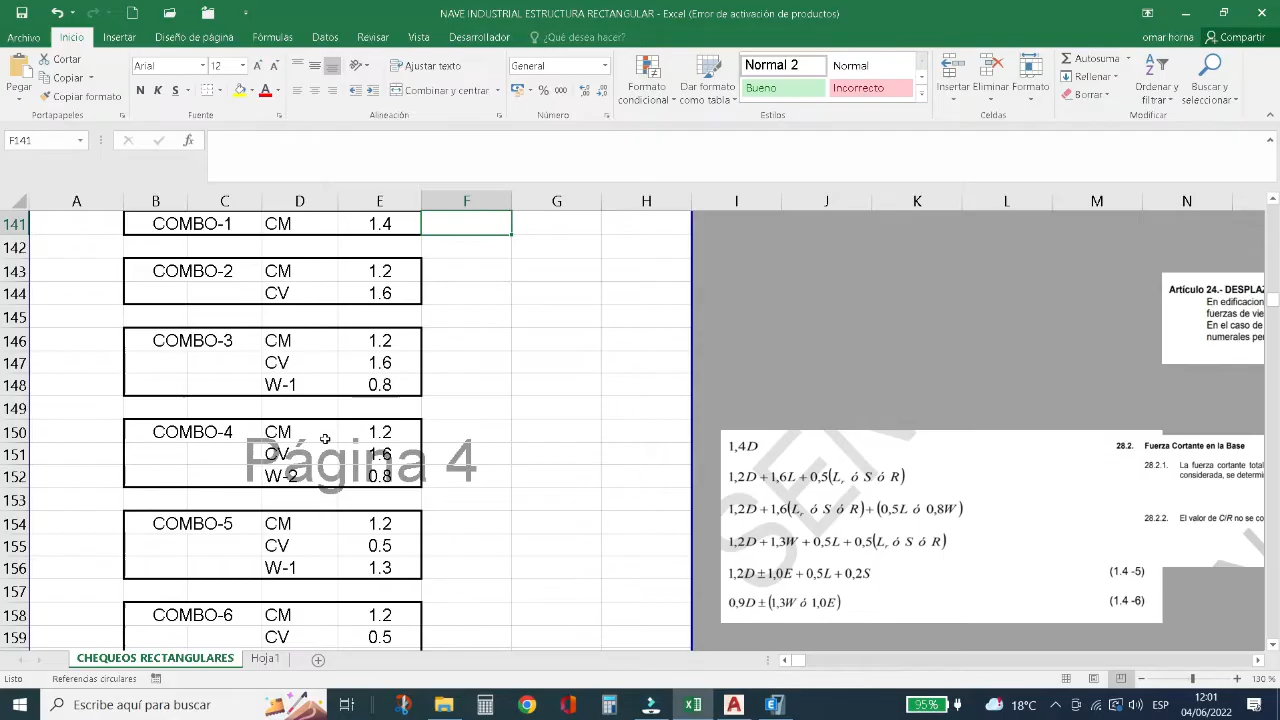 NAVE INDUSTRIAL ESTRUCTURA RECTANGULAR - Excel (Error de activación de productos)
Archivo Inicio Insertar Diseño de página Fórmulas Datos Revisar Vista Desarrollador ¿Qué desea hacer? omar horna Compartir
Pegar Cortar Copiar Copiar formato Portapapeles
Arial 12 N K S Fuente
Ajustar texto Combinar y centrar Alineación
General % 000 Número
Formato condicional Dar formato como tabla
Normal 2 Normal
Bueno Incorrecto
Estilos
Insertar Eliminar Formato Celdas
Autosuma Rellenar Borrar Ordenar y filtrar Buscar y seleccionar Modificar
F141 fx
A B C D E F G H I J K L M N
141 COMBO-1 CM 1.4
142
143 COMBO-2 CM 1.2
144 CV 1.6
145
146 COMBO-3 CM 1.2
147 CV 1.6
148 W-1 0.8
149
150 COMBO-4 CM 1.2
151 CV 1.6
152 W-2 0.8
153
154 COMBO-5 CM 1.2
155 CV 0.5
156 W-1 1.3
157
158 COMBO-6 CM 1.2
159 CV 0.5
Página 4
Artículo 24.- DESPLAZ
En edificacion
fuerzas de vie
En el caso de
numerales per
1,4D
1,2D + 1,6L + 0,5(Lr ó S ó R)
1,2D + 1,6(Lr ó S ó R) + (0,5L ó 0,8W)
1,2D + 1,3W + 0,5L + 0,5(Lr ó S ó R)
1,2D ± 1,0E + 0,5L + 0,2S (1.4 -5)
0,9D ± (1,3W ó 1,0E) (1.4 -6)
28.2. Fuerza Cortante en la Base
28.2.1. La fuerza cortante total
considerada, se determin
28.2.2. El valor de C/R no se co
CHEQUEOS RECTANGULARES Hoja1
Listo Referencias circulares 130 %
Escribe aquí para buscar 95% 18°C ESP 12:01
04/06/2022